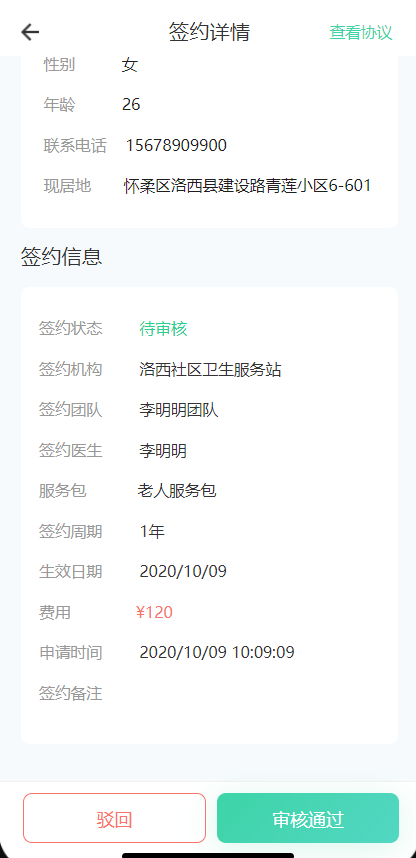 签约详情 查看协议
性别 女
年龄 26
联系电话 15678909900
现居地 怀柔区洛西县建设路青莲小区6-601
签约信息
签约状态 待审核
签约机构 洛西社区卫生服务站
签约团队 李明明团队
签约医生 李明明
服务包 老人服务包
签约周期 1年
生效日期 2020/10/09
费用 ¥120
申请时间 2020/10/09 10:09:09
签约备注
驳回 审核通过